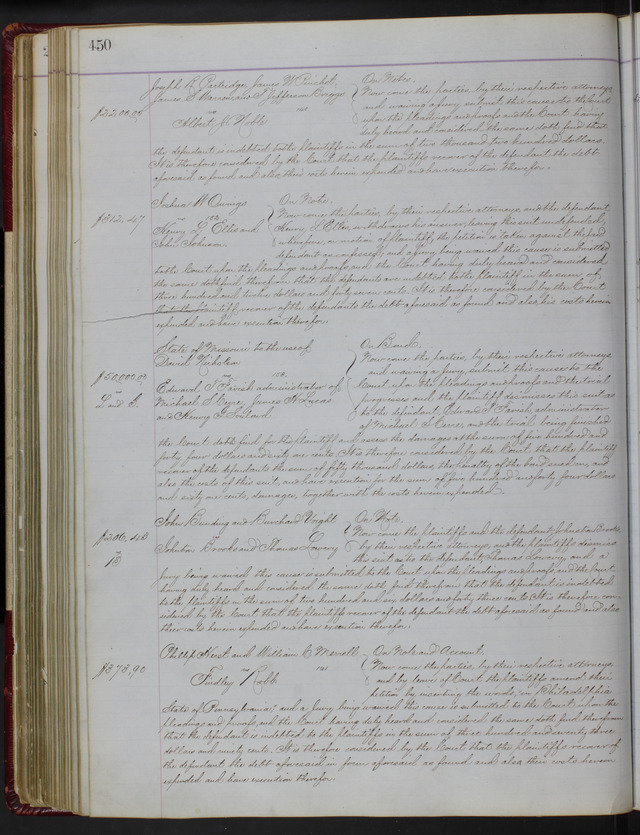 450
Joseph R. Partridge, James W. Pinchot, On Notes.
James S. Jefferson Briggs Now come the parties, by their respective attorneys
$2200.00 vs. and waiving a jury submit this cause to the Court
Albert J. Noble upon the pleadings and proofs and the Court having
duly heard and considered the same doth find that
the defendant is indebted to the plaintiffs in the sum of two thousand two hundred dollars.
It is therefore considered by the Court that the plaintiffs recover of the defendant the debt
aforesaid as found and also their costs herein expended and have execution therefor.
Joshua W. Owings On Note.
$312,47 vs. Now come the parties, by their respective attorneys, and the defendant
Henry L. Etter and Henry L. Etter, withdraws his answer, leaving the suit undefended,
John Johnson wherefore, on motion of plaintiff, the petition is taken against the said
defendant as confessed; and a jury being waived this cause is submitted
to the Court upon the pleadings and proofs and the Court having duly heard and considered
the same doth find therefrom that the defendants are indebted to the plaintiff in the sum of
three hundred and twelve dollars and forty seven cents. It is therefore considered by the Court
that the plaintiff recover of the defendants the debt aforesaid as found and also his costs herein
expended and have execution therefor.
State of Missouri to the use of On Bond.
David Nicholson Now come the parties, by their respective attorneys
$50,000.00 vs. and waiving a jury, submit this cause to the
Edward T. Farish administrator of Court upon the pleadings and proofs and the trial
Michael S. Cerre, James H. Lucas progresses and the plaintiff dismisses this suit as
and Henry G. Soulard to the defendant, Edward T. Farish, administrator
of Michael S. Cerre, and the trial being finished
the Court doth find for the plaintiff and assess the damages at the sum of five hundred and
forty four dollars and sixty six cents. It is therefore considered by the Court that the plaintiff
recover of the defendants the sum of fifty thousand dollars, the penalty of the bond sued on, and
also the costs of this suit, and have execution for the sum of five hundred and forty four dollars
and sixty six cents, damages, together with the costs herein expended.
John Bending and Burchard Wright On Note.
$206,43 vs. Now come the plaintiffs and the defendant Johnston Brooks
Johnston Brooks and Thomas Lowery by their respective attorneys, and the plaintiffs dismiss
this suit as to the defendant, Thomas Lowery, and a
jury being waived this cause is submitted to the Court upon the pleadings and proofs and the Court
having duly heard and considered the same, doth find therefrom that the defendant is indebted
to the plaintiffs in the sum of two hundred and six dollars and forty three cents. It is therefore con-
sidered by the Court that the plaintiffs recover of the defendant the debt aforesaid as found and also
their costs herein expended and have execution therefor.
Phillip Hirst and William C. Mewell On Note and Account.
$373,90 vs. Now come the parties, by their respective attorneys
Findley Robb and by leave of Court the plaintiffs amend their
petition by inserting the words, in Philadelphia
State of Pennsylvania; and a jury being waived this cause is submitted to the Court upon the
pleadings and proofs, and the Court having duly heard and considered the same doth find therefrom
that the defendant is indebted to the plaintiffs in the sum of three hundred and seventy three
dollars and ninety cents. It is therefore considered by the Court that the plaintiffs recover of
the defendant the debt aforesaid in form aforesaid as found and also their costs herein
expended and have execution therefor.